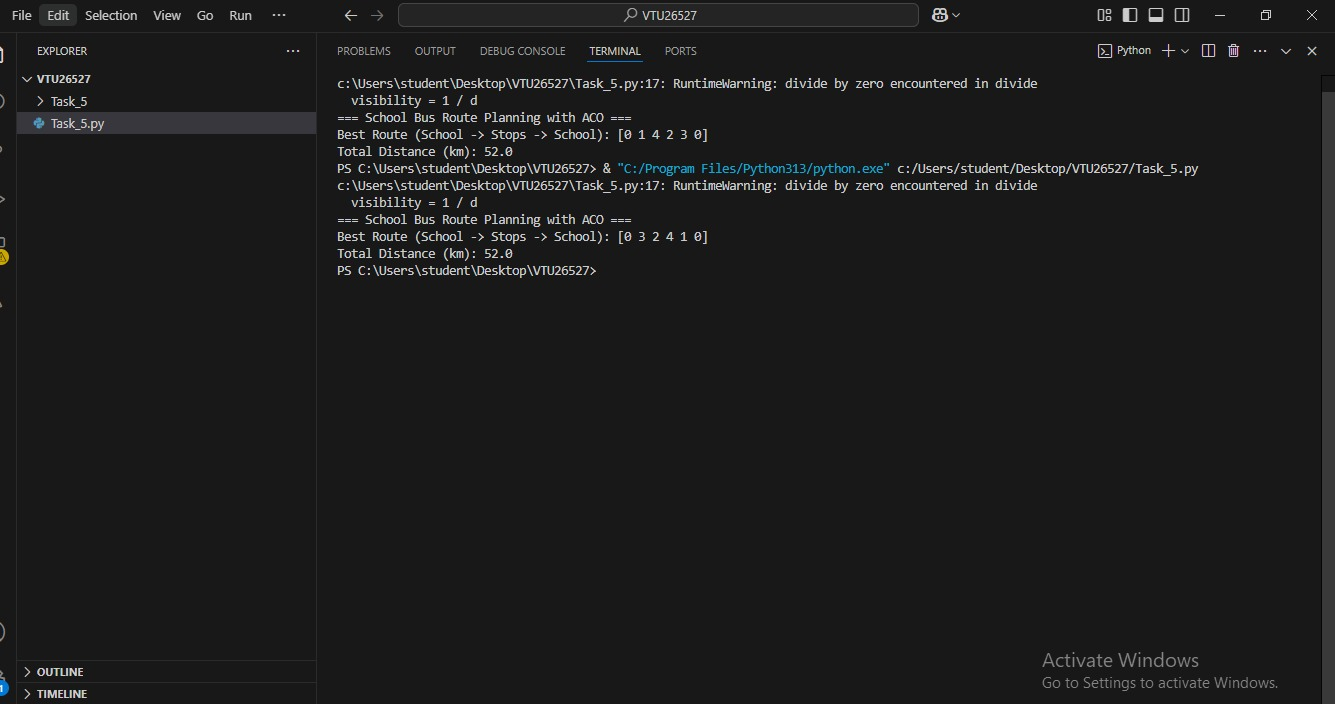 File Edit Selection View Go Run ··· VTU26527
EXPLORER ···
PROBLEMS OUTPUT DEBUG CONSOLE TERMINAL PORTS Python ···
VTU26527
Task_5
Task_5.py
c:\Users\student\Desktop\VTU26527\Task_5.py:17: RuntimeWarning: divide by zero encountered in divide
  visibility = 1 / d
=== School Bus Route Planning with ACO ===
Best Route (School -> Stops -> School): [0 1 4 2 3 0]
Total Distance (km): 52.0
PS C:\Users\student\Desktop\VTU26527> & "C:/Program Files/Python313/python.exe" c:/Users/student/Desktop/VTU26527/Task_5.py
c:\Users\student\Desktop\VTU26527\Task_5.py:17: RuntimeWarning: divide by zero encountered in divide
  visibility = 1 / d
=== School Bus Route Planning with ACO ===
Best Route (School -> Stops -> School): [0 3 2 4 1 0]
Total Distance (km): 52.0
PS C:\Users\student\Desktop\VTU26527>
OUTLINE
TIMELINE
1
Activate Windows
Go to Settings to activate Windows.